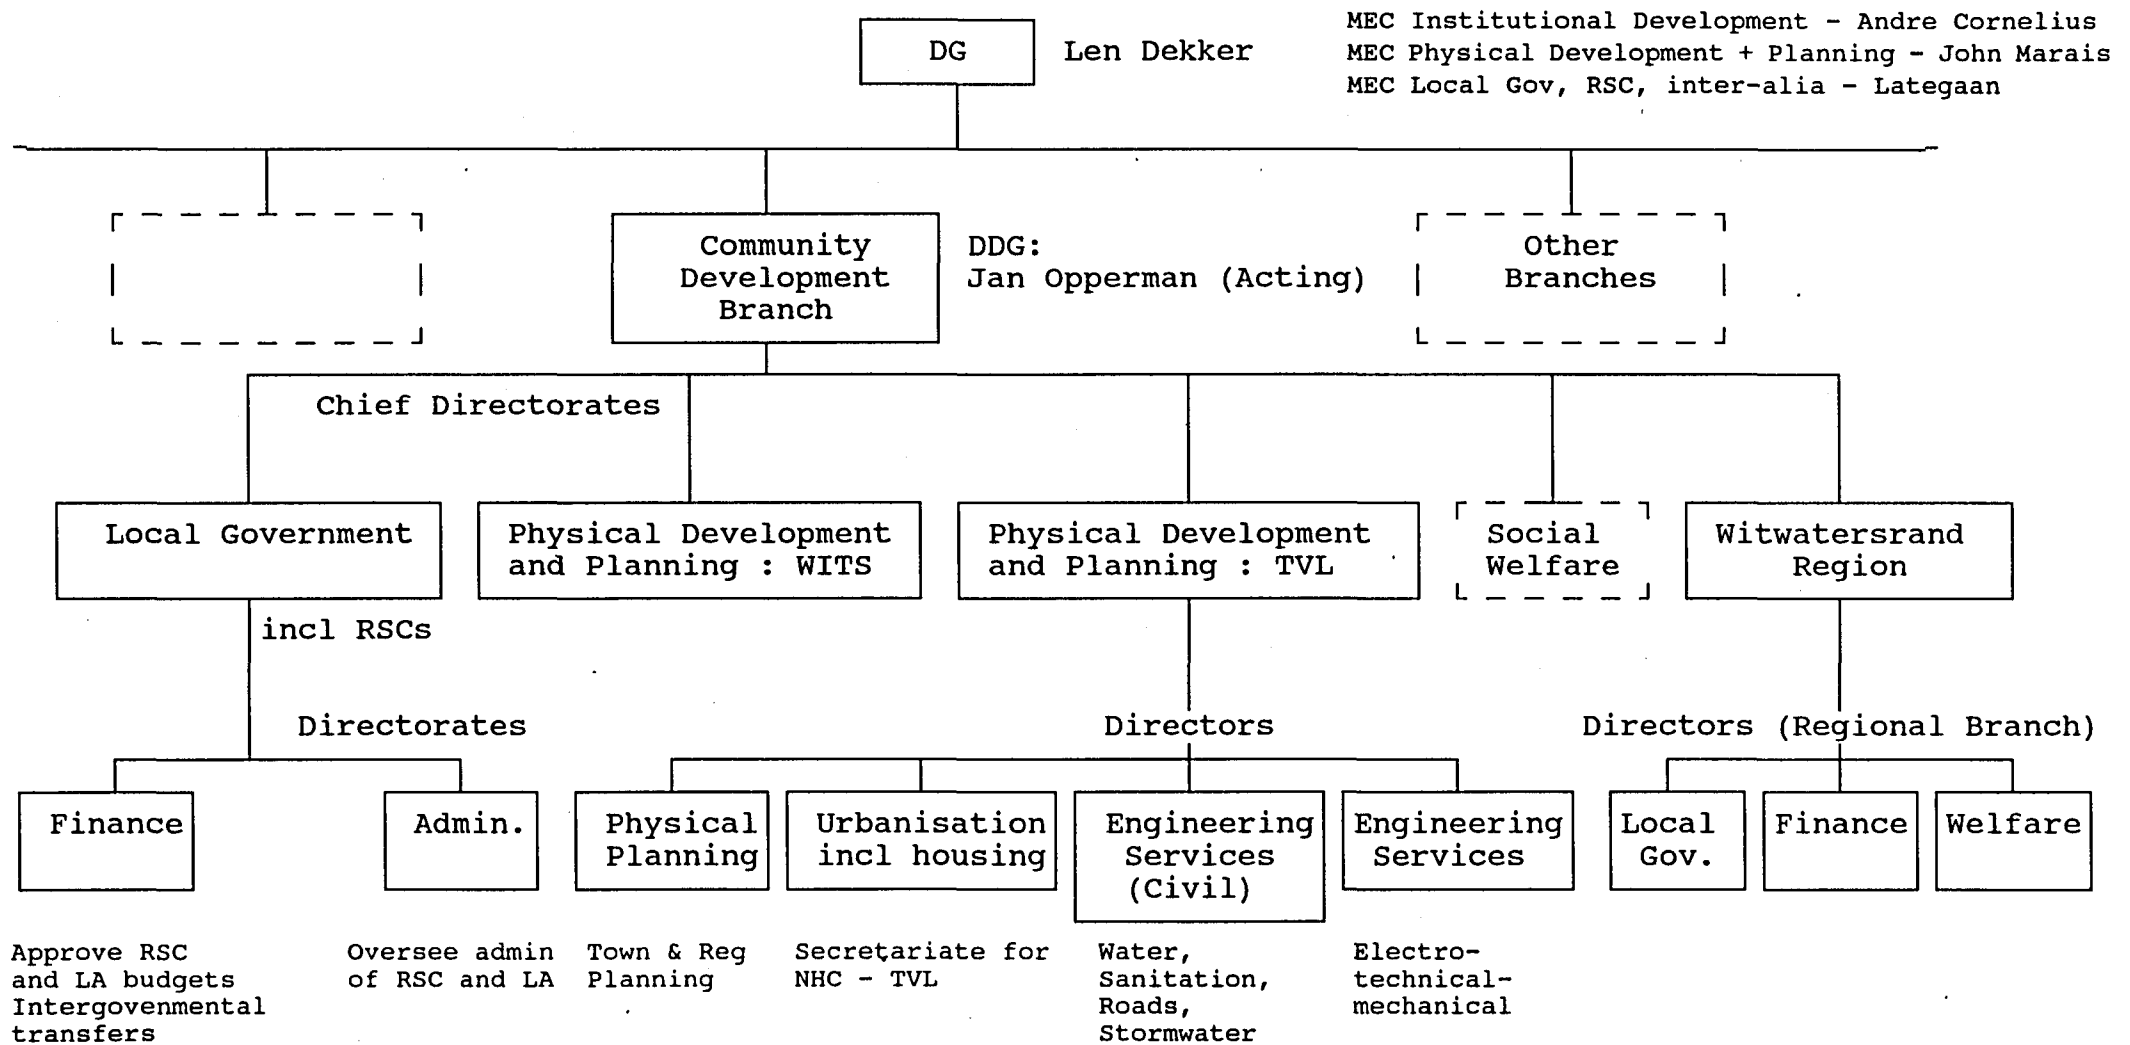 DG
Len Dekker
MEC Institutional Development - Andre Cornelius
MEC Physical Development + Planning - John Marais
MEC Local Gov, RSC, inter-alia - Lategaan
Community
Development
Branch
DDG:
Jan Opperman (Acting)
Other
Branches
Chief Directorates
Local Government
Physical Development
and Planning : WITS
Physical Development
and Planning : TVL
Social
Welfare
Witwatersrand
Region
incl RSCs
Directorates
Directors
Directors (Regional Branch)
Finance
Admin.
Physical
Planning
Urbanisation
incl housing
Engineering
Services
(Civil)
Engineering
Services
Local
Gov.
Finance
Welfare
Approve RSC
and LA budgets
Intergovenmental
transfers
Oversee admin
of RSC and LA
Town & Reg
Planning
Secretariate for
NHC - TVL
Water,
Sanitation,
Roads,
Stormwater
Electro-
technical-
mechanical